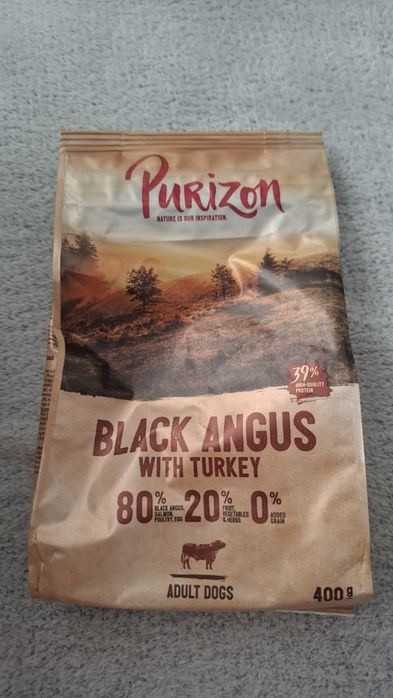 PURIZON
NATURE IS OUR INSPIRATION.
39%
HIGH-QUALITY
PROTEIN
BLACK ANGUS
WITH TURKEY
80% BLACK ANGUS, SALMON, POULTRY, EGG 20% FRUIT, VEGETABLES & HERBS 0% ADDED GRAIN
ADULT DOGS
400 g